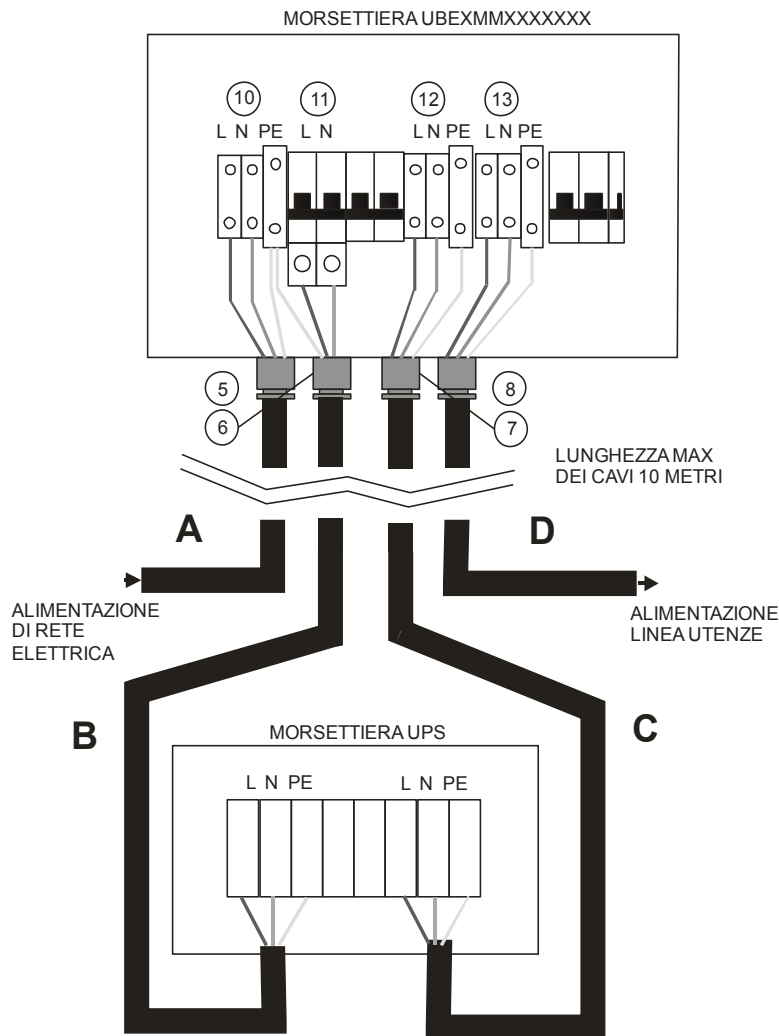 MORSETTIERA UBEXMMXXXXXXX
10 11 12 13
L N PE L N L N PE L N PE
5 8
6 7
LUNGHEZZA MAX
DEI CAVI 10 METRI
A D
ALIMENTAZIONE
DI RETE
ELETTRICA
ALIMENTAZIONE
LINEA UTENZE
B C
MORSETTIERA UPS
L N PE L N PE